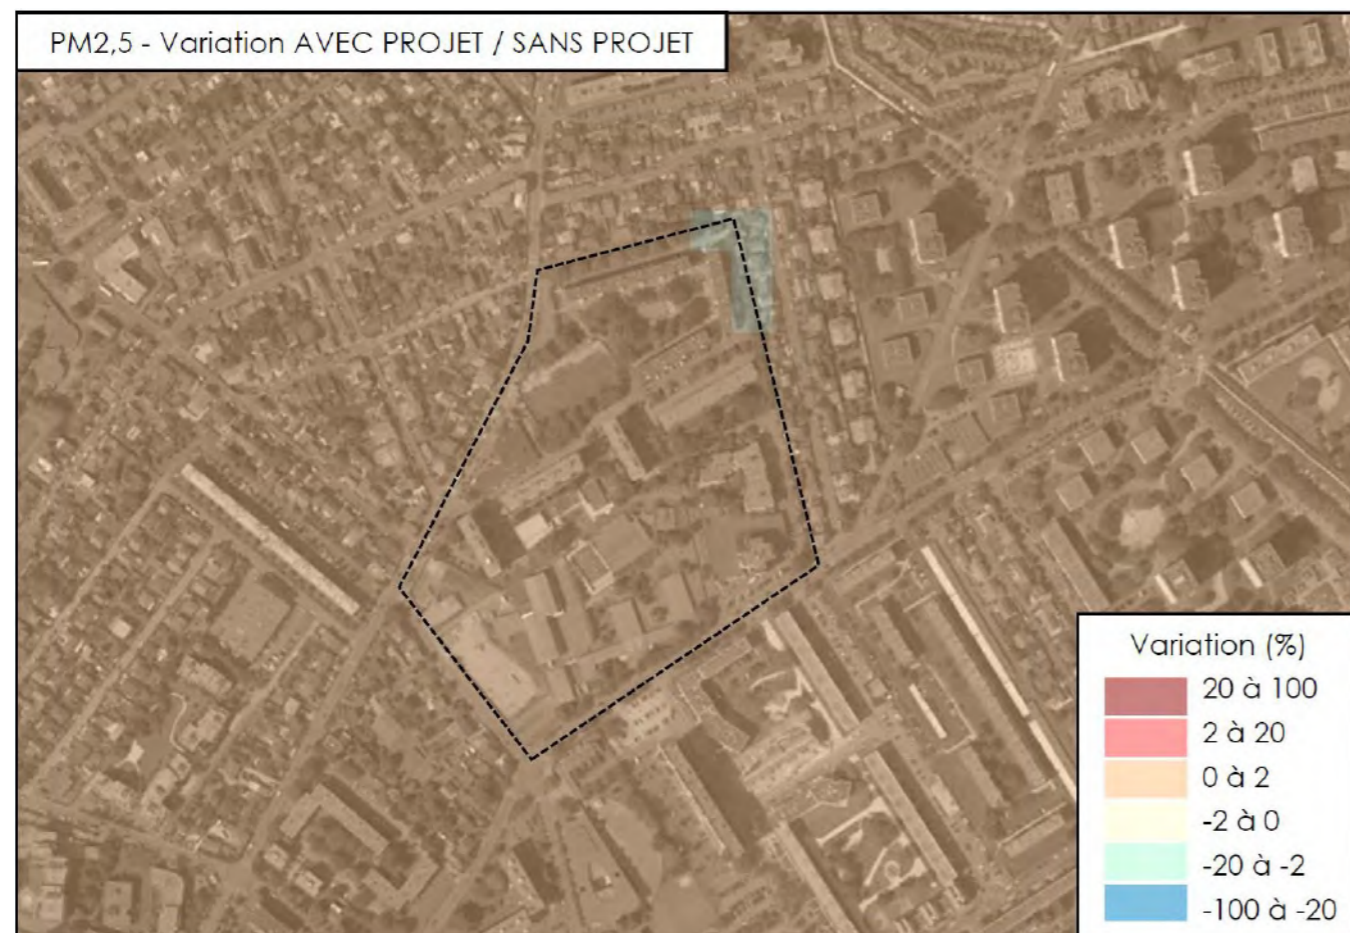 PM2,5 - Variation AVEC PROJET / SANS PROJET
Variation (%)
20 à 100
2 à 20
0 à 2
-2 à 0
-20 à -2
-100 à -20